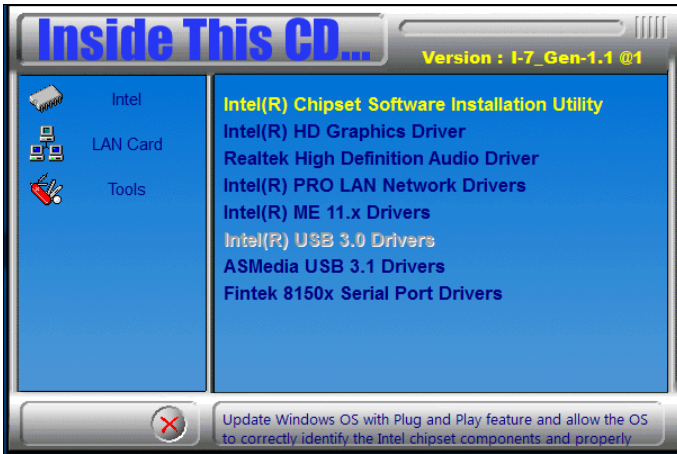 Inside This CD...
Version : I-7_Gen-1.1 @1
Intel
LAN Card
Tools
Intel(R) Chipset Software Installation Utility
Intel(R) HD Graphics Driver
Realtek High Definition Audio Driver
Intel(R) PRO LAN Network Drivers
Intel(R) ME 11.x Drivers
Intel(R) USB 3.0 Drivers
ASMedia USB 3.1 Drivers
Fintek 8150x Serial Port Drivers
Update Windows OS with Plug and Play feature and allow the OS
to correctly identify the Intel chipset components and properly